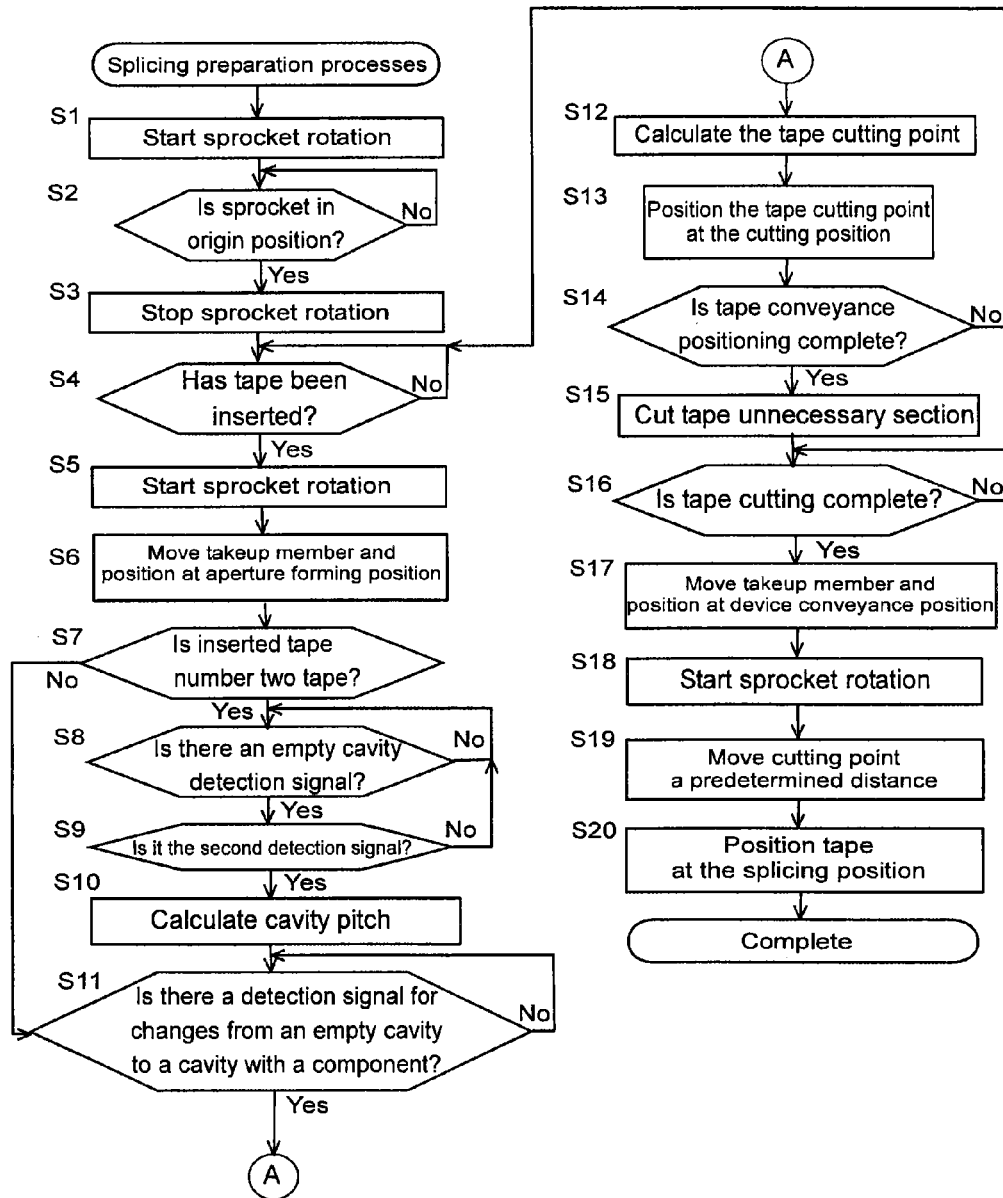 Splicing preparation processes
S1
Start sprocket rotation
S2
Is sprocket in
origin position?
No
Yes
S3
Stop sprocket rotation
S4
Has tape been
inserted?
No
Yes
S5
Start sprocket rotation
S6
Move takeup member and
position at aperture forming position
S7
Is inserted tape
number two tape?
No
Yes
S8
Is there an empty cavity
detection signal?
No
Yes
S9
Is it the second detection signal?
No
Yes
S10
Calculate cavity pitch
S11
Is there a detection signal for
changes from an empty cavity
to a cavity with a component?
No
Yes
A
A
S12
Calculate the tape cutting point
S13
Position the tape cutting point
at the cutting position
S14
Is tape conveyance
positioning complete?
No
Yes
S15
Cut tape unnecessary section
S16
Is tape cutting complete?
No
Yes
S17
Move takeup member and
position at device conveyance position
S18
Start sprocket rotation
S19
Move cutting point
a predetermined distance
S20
Position tape
at the splicing position
Complete